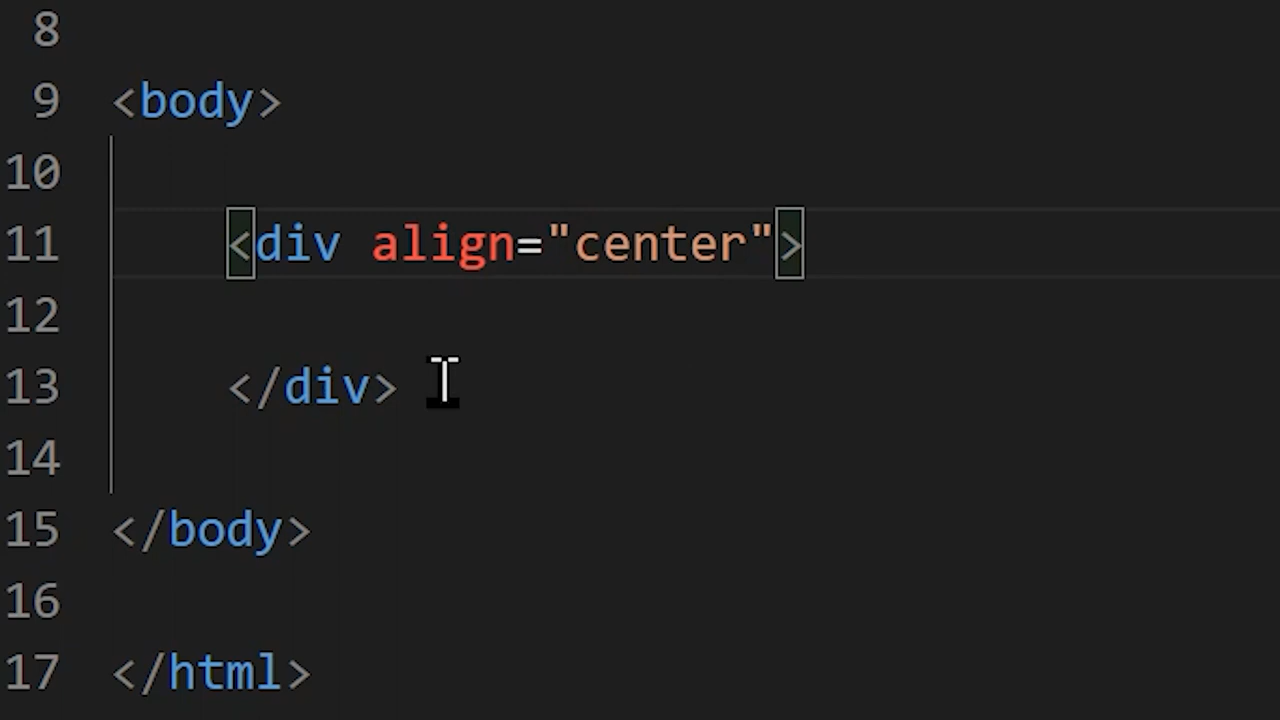 8
9 <body>
10
11 <div align="center">
12
13 </div>
14
15 </body>
16
17 </html>